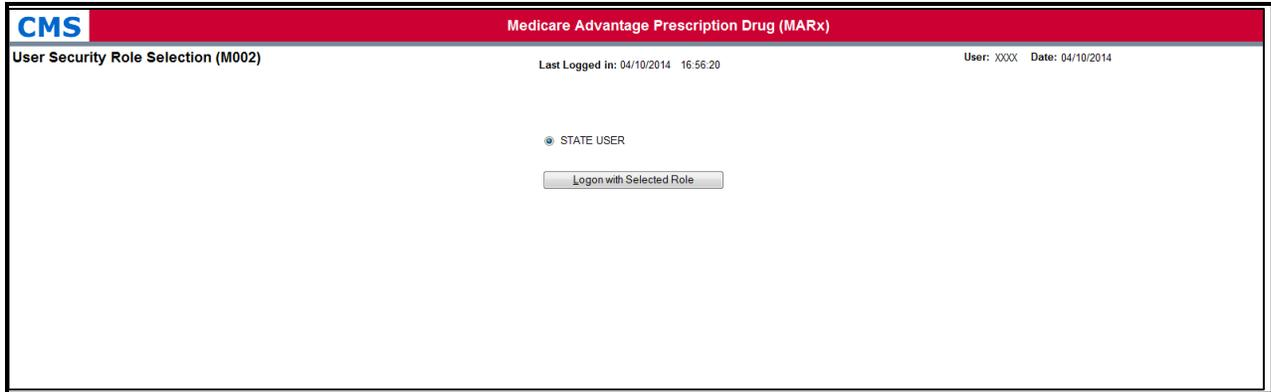 CMS
Medicare Advantage Prescription Drug (MARx)
User Security Role Selection (M002)
Last Logged in: 04/10/2014 16:56:20
User: XXXX Date: 04/10/2014
STATE USER
Logon with Selected Role